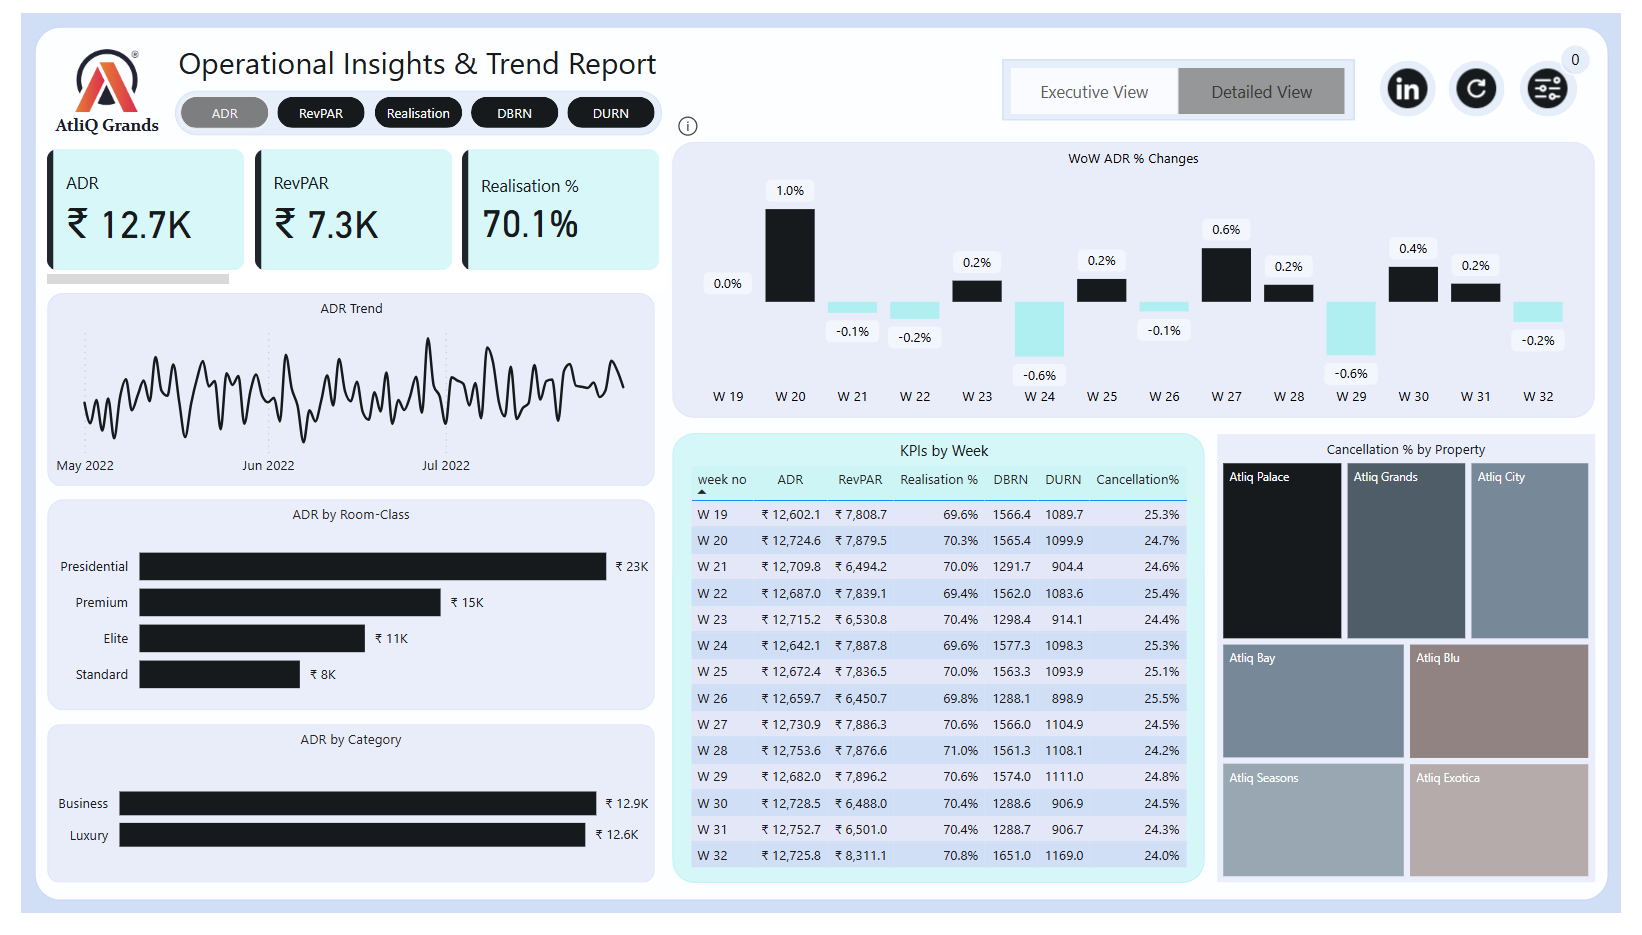 Operational Insights & Trend Report
AtliQ Grands
®
ADR
RevPAR
Realisation
DBRN
DURN
Executive View
Detailed View
in
0
i
ADR
₹ 12.7K
RevPAR
₹ 7.3K
Realisation %
70.1%
ADR Trend
May 2022 Jun 2022 Jul 2022
ADR by Room-Class
Presidential ₹ 23K
Premium ₹ 15K
Elite ₹ 11K
Standard ₹ 8K
ADR by Category
Business ₹ 12.9K
Luxury ₹ 12.6K
WoW ADR % Changes
0.0% 1.0% -0.1% -0.2% 0.2% -0.6% 0.2% -0.1% 0.6% 0.2% -0.6% 0.4% 0.2% -0.2%
W 19 W 20 W 21 W 22 W 23 W 24 W 25 W 26 W 27 W 28 W 29 W 30 W 31 W 32
KPIs by Week
week no ADR RevPAR Realisation % DBRN DURN Cancellation%
W 19 ₹ 12,602.1 ₹ 7,808.7 69.6% 1566.4 1089.7 25.3%
W 20 ₹ 12,724.6 ₹ 7,879.5 70.3% 1565.4 1099.9 24.7%
W 21 ₹ 12,709.8 ₹ 6,494.2 70.0% 1291.7 904.4 24.6%
W 22 ₹ 12,687.0 ₹ 7,839.1 69.4% 1562.0 1083.6 25.4%
W 23 ₹ 12,715.2 ₹ 6,530.8 70.4% 1298.4 914.1 24.4%
W 24 ₹ 12,642.1 ₹ 7,887.8 69.6% 1577.3 1098.3 25.3%
W 25 ₹ 12,672.4 ₹ 7,836.5 70.0% 1563.3 1093.9 25.1%
W 26 ₹ 12,659.7 ₹ 6,450.7 69.8% 1288.1 898.9 25.5%
W 27 ₹ 12,730.9 ₹ 7,886.3 70.6% 1566.0 1104.9 24.5%
W 28 ₹ 12,753.6 ₹ 7,876.6 71.0% 1561.3 1108.1 24.2%
W 29 ₹ 12,682.0 ₹ 7,896.2 70.6% 1574.0 1111.0 24.8%
W 30 ₹ 12,728.5 ₹ 6,488.0 70.4% 1288.6 906.9 24.5%
W 31 ₹ 12,752.7 ₹ 6,501.0 70.4% 1288.7 906.7 24.3%
W 32 ₹ 12,725.8 ₹ 8,311.1 70.8% 1651.0 1169.0 24.0%
Cancellation % by Property
Atliq Palace
Atliq Grands
Atliq City
Atliq Bay
Atliq Blu
Atliq Seasons
Atliq Exotica